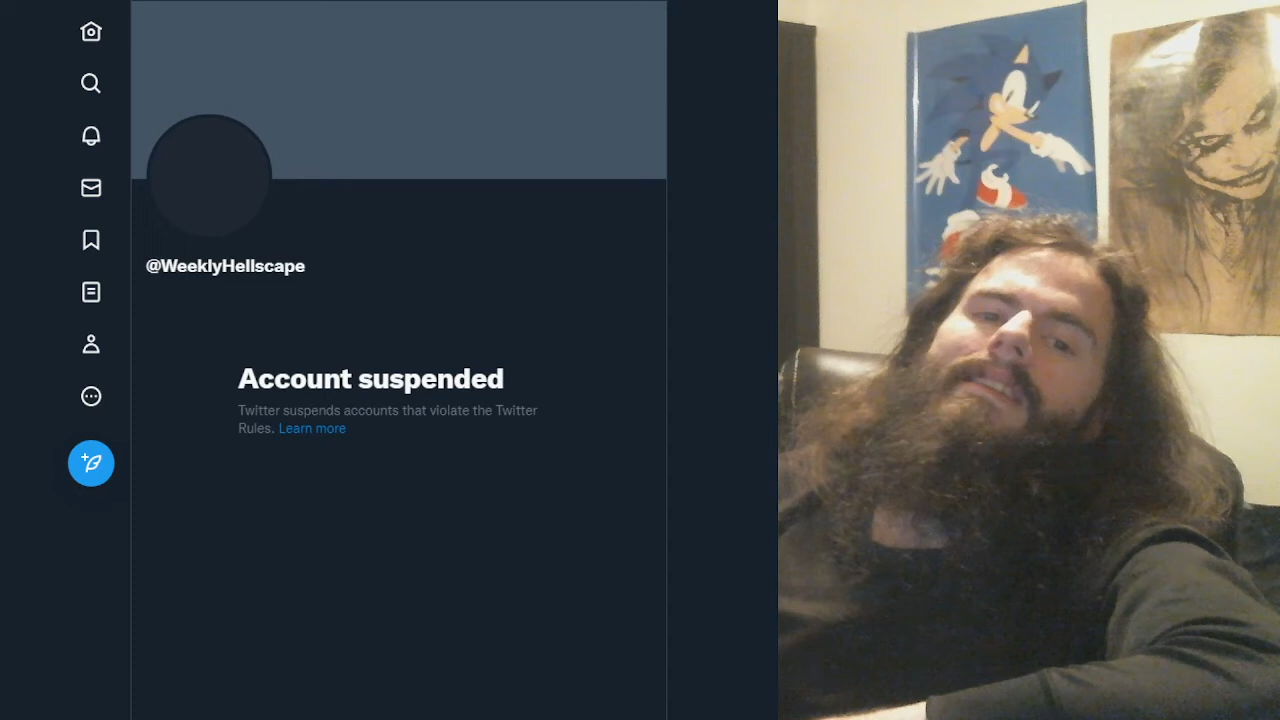 @WeeklyHellscape
Account suspended
Twitter suspends accounts that violate the Twitter
Rules. Learn more